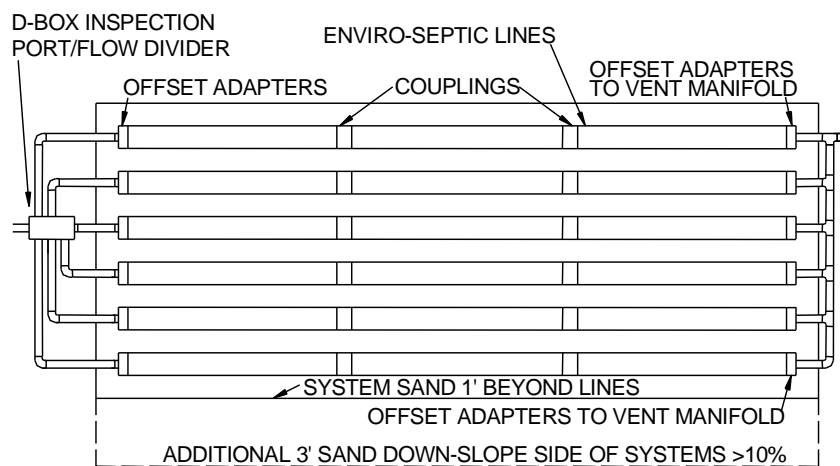 D-BOX INSPECTION
PORT/FLOW DIVIDER
ENVIRO-SEPTIC LINES
OFFSET ADAPTERS
TO VENT MANIFOLD
OFFSET ADAPTERS
COUPLINGS
SYSTEM SAND 1' BEYOND LINES
OFFSET ADAPTERS TO VENT MANIFOLD
ADDITIONAL 3' SAND DOWN-SLOPE SIDE OF SYSTEMS >10%